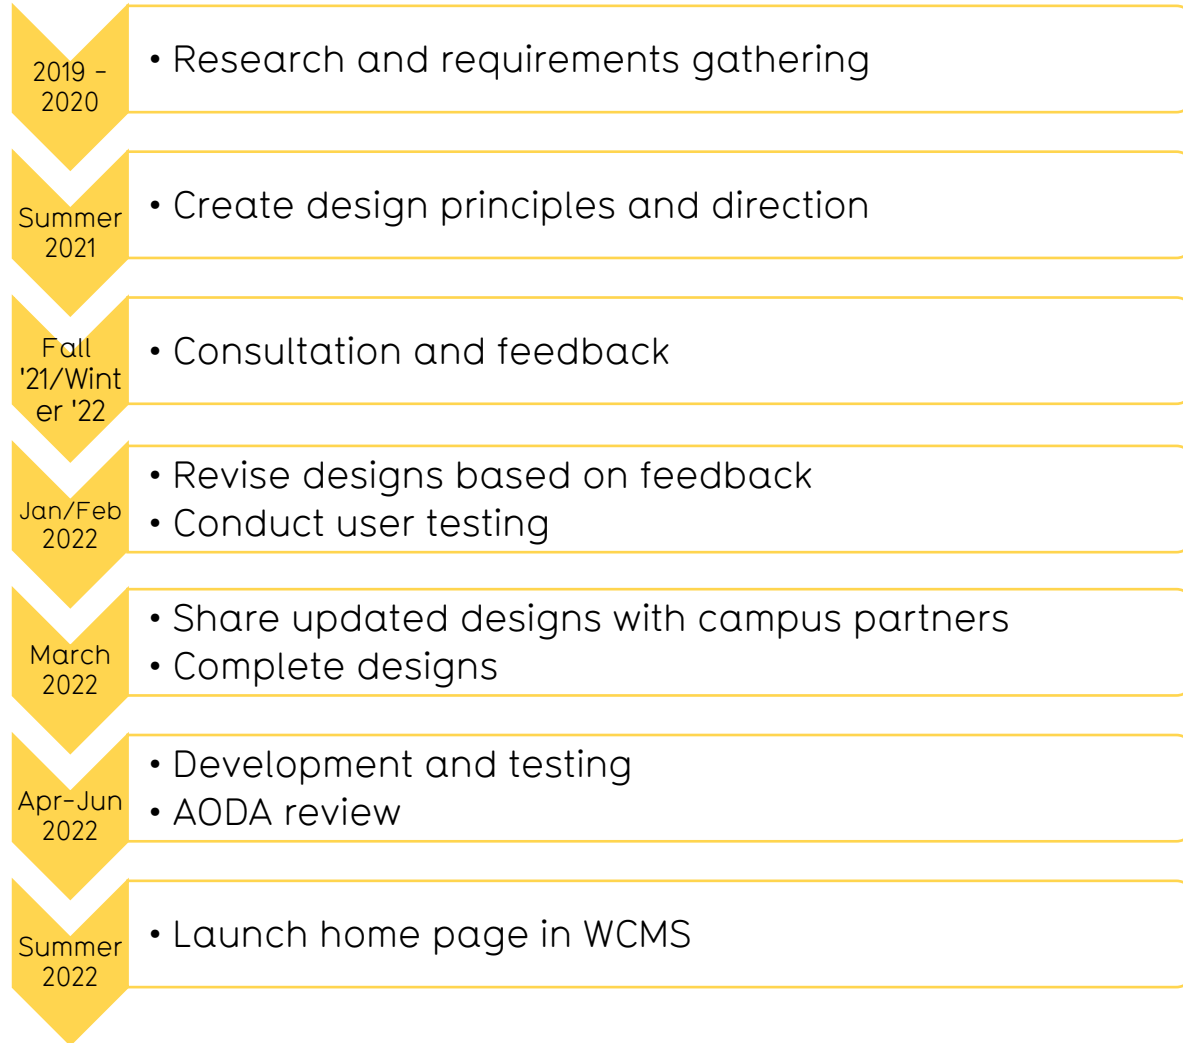 2019 -
2020
• Research and requirements gathering
Summer
2021
• Create design principles and direction
Fall
'21/Wint
er '22
• Consultation and feedback
Jan/Feb
2022
• Revise designs based on feedback
• Conduct user testing
March
2022
• Share updated designs with campus partners
• Complete designs
Apr-Jun
2022
• Development and testing
• AODA review
Summer
2022
• Launch home page in WCMS